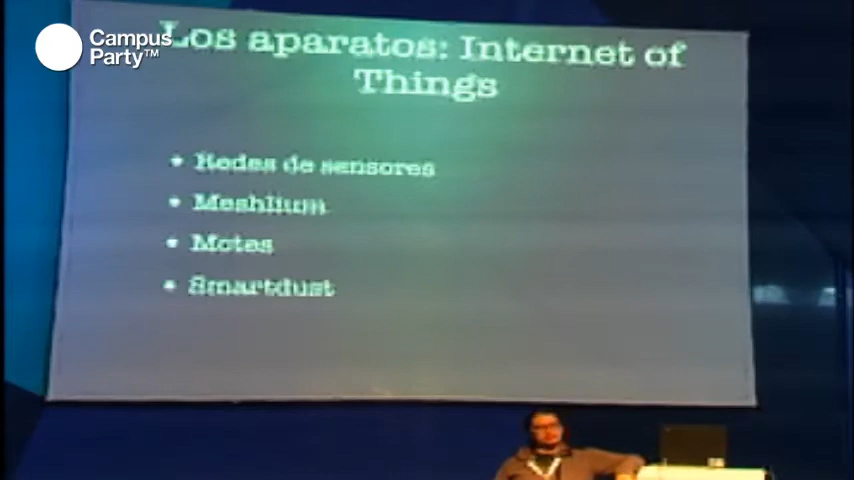 Campus
Party™
Los aparatos: Internet of
Things
• Redes de sensores
• Meshlium
• Motes
• Smartdust